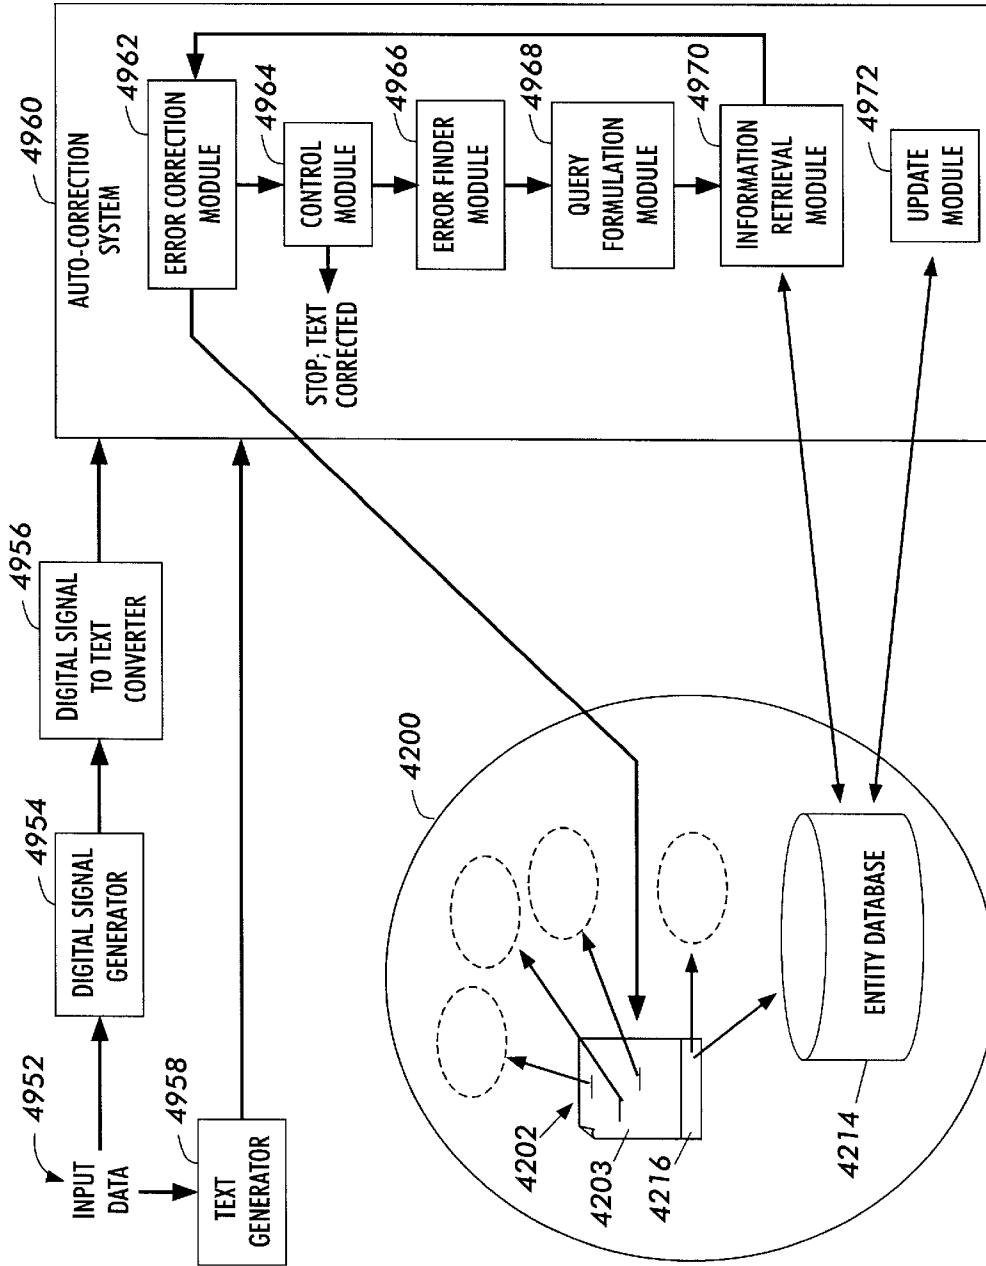 4952
INPUT
DATA
4954
DIGITAL SIGNAL
GENERATOR
4956
DIGITAL SIGNAL
TO TEXT
CONVERTER
4958
TEXT
GENERATOR
4960
AUTO-CORRECTION
SYSTEM
4962
ERROR CORRECTION
MODULE
4964
CONTROL
MODULE
STOP; TEXT
CORRECTED
4966
ERROR FINDER
MODULE
4968
QUERY
FORMULATION
MODULE
4970
INFORMATION
RETRIEVAL
MODULE
4972
UPDATE
MODULE
4200
4202
4203
4216
4214
ENTITY DATABASE